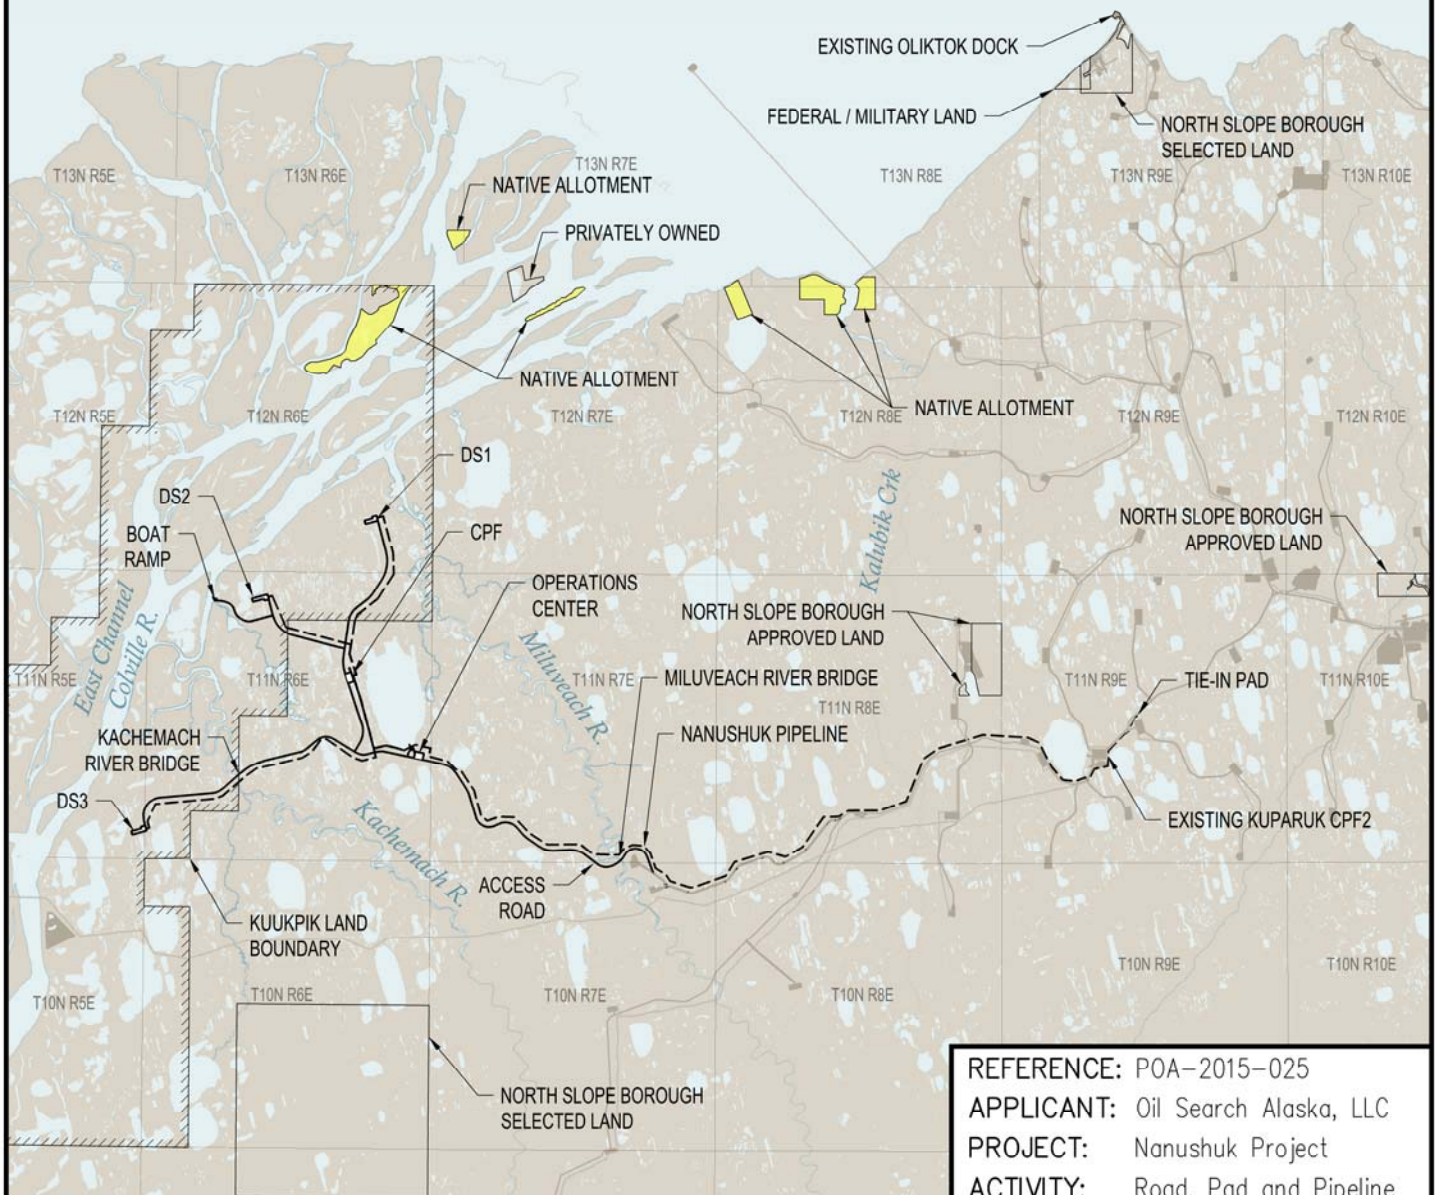 EXISTING OLIKTOK DOCK
FEDERAL / MILITARY LAND
NORTH SLOPE BOROUGH
SELECTED LAND
T13N R5E
T13N R6E
T13N R7E
T13N R8E
T13N R9E
T13N R10E
NATIVE ALLOTMENT
PRIVATELY OWNED
NATIVE ALLOTMENT
NATIVE ALLOTMENT
T12N R5E
T12N R6E
T12N R7E
T12N R8E
T12N R9E
T12N R10E
DS1
DS2
BOAT
RAMP
CPF
OPERATIONS
CENTER
Kalubik Crk
NORTH SLOPE BOROUGH
APPROVED LAND
NORTH SLOPE BOROUGH
APPROVED LAND
East Channel
Colville R.
Miluveach R.
T11N R5E
T11N R6E
T11N R7E
MILUVEACH RIVER BRIDGE
T11N R8E
T11N R9E
TIE-IN PAD
T11N R10E
KACHEMACH
RIVER BRIDGE
NANUSHUK PIPELINE
DS3
Kachemach R.
EXISTING KUPARUK CPF2
ACCESS
ROAD
KUUKPIK LAND
BOUNDARY
T10N R5E
T10N R6E
T10N R7E
T10N R8E
T10N R9E
T10N R10E
NORTH SLOPE BOROUGH
SELECTED LAND
REFERENCE: POA-2015-025
APPLICANT: Oil Search Alaska, LLC
PROJECT: Nanushuk Project
ACTIVITY: Road, Pad and Pipeline